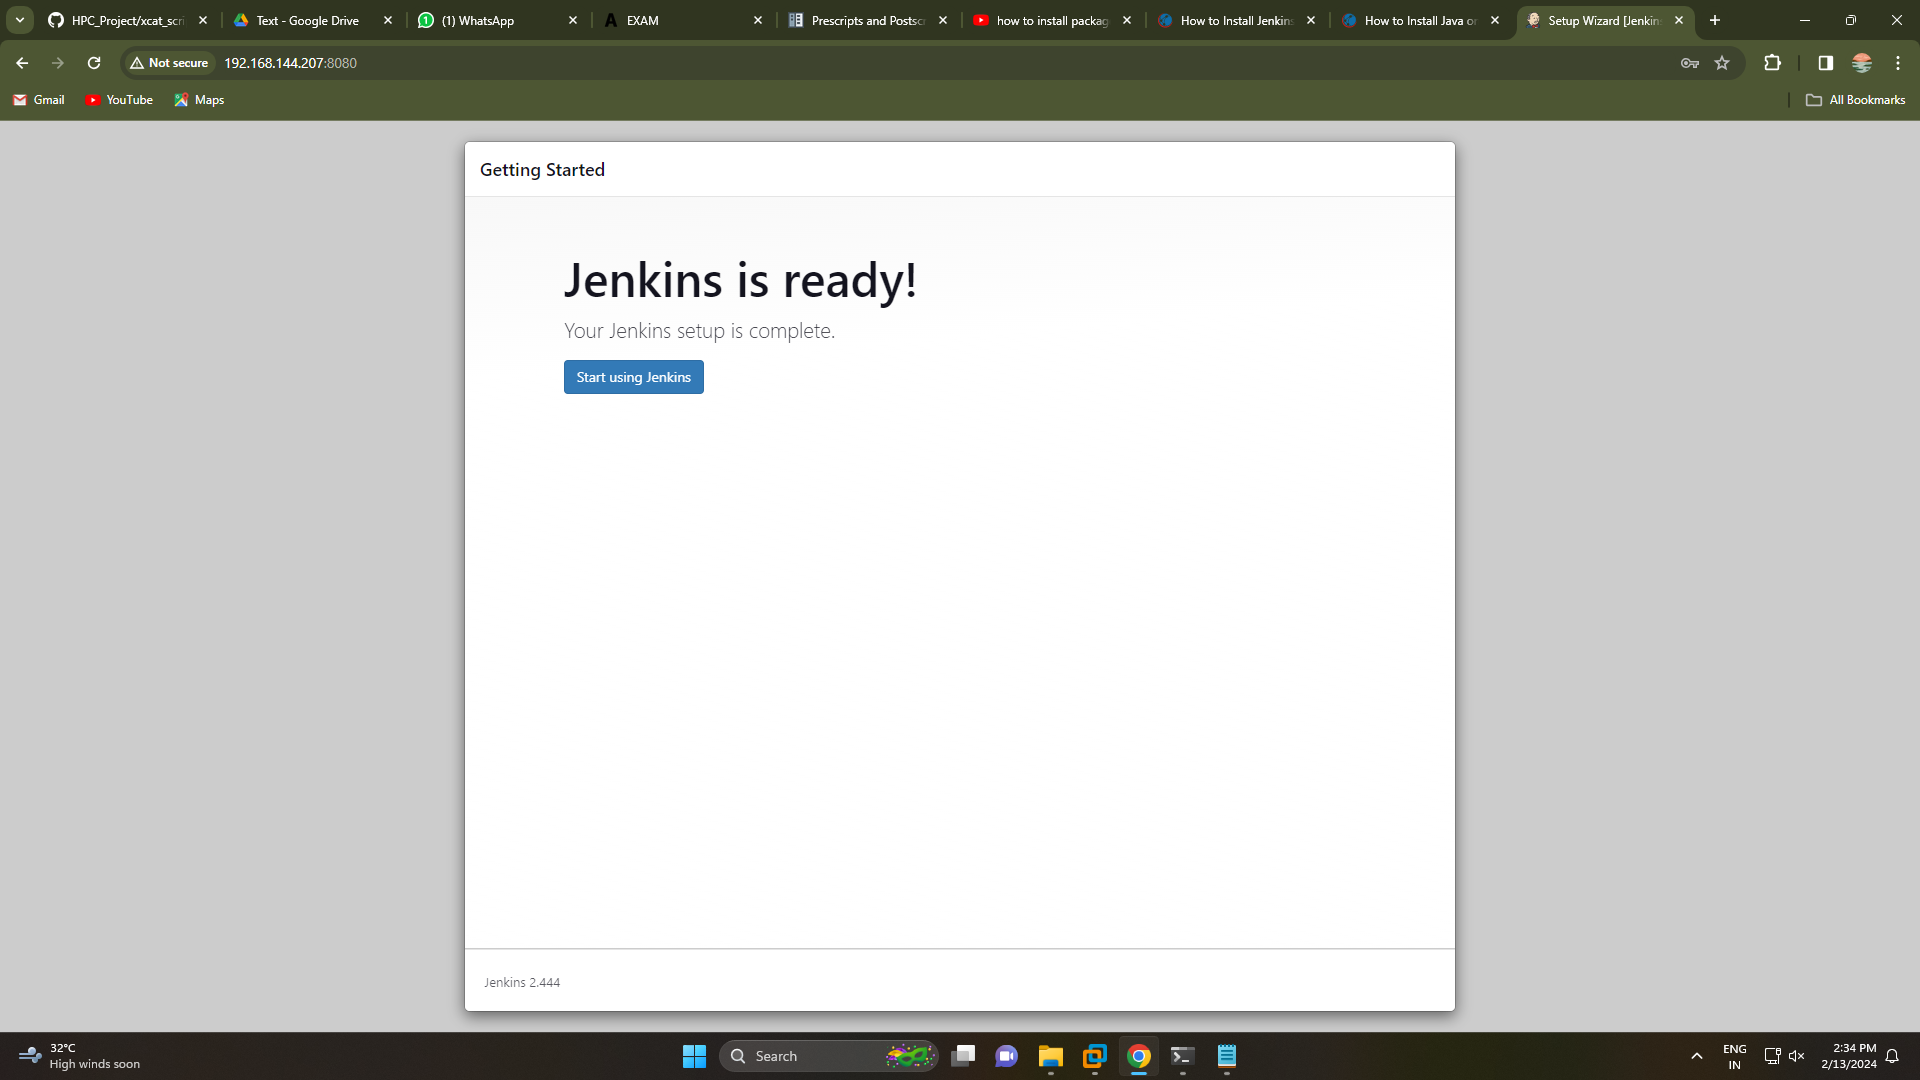 HPC_Project/xcat_scri
Text - Google Drive
(1) WhatsApp
EXAM
Prescripts and Postscr
how to install packag
How to Install Jenkins
How to Install Java or
Setup Wizard [Jenkins
Not secure
192.168.144.207:8080
Gmail
YouTube
Maps
All Bookmarks
Getting Started
Jenkins is ready!
Your Jenkins setup is complete.
Start using Jenkins
Jenkins 2.444
32°C
High winds soon
Search
ENG
IN
2:34 PM
2/13/2024